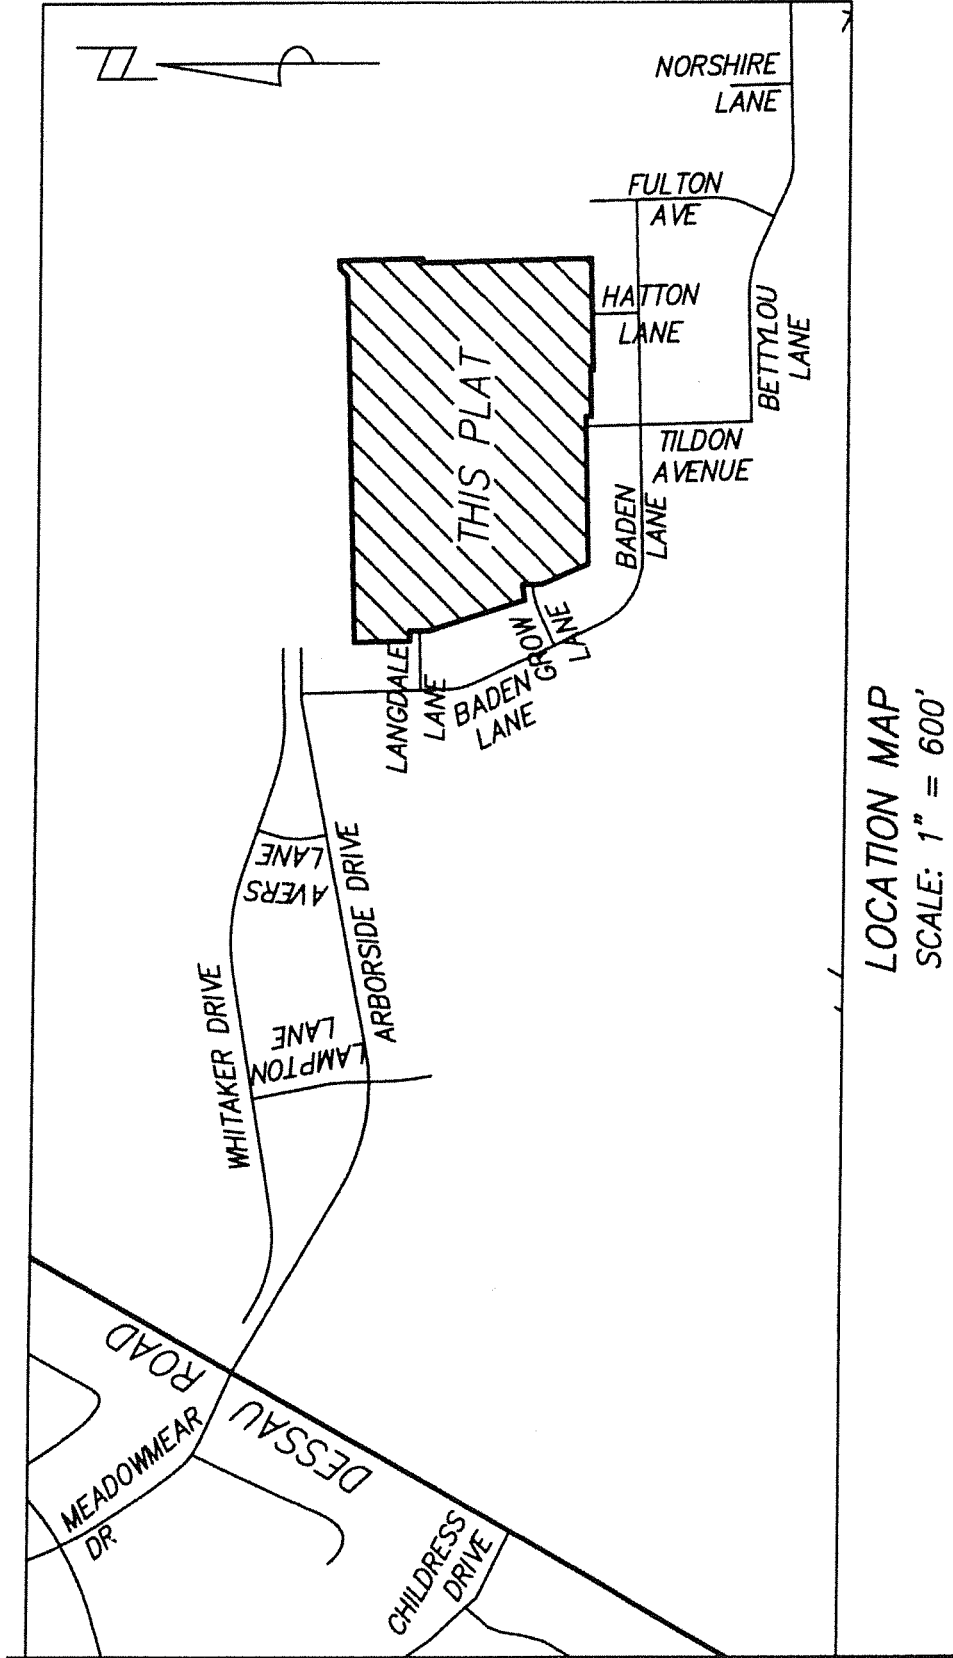 N
NORSHIRE
LANE
FULTON
AVE
HATTON
LANE
BETTYLOU
LANE
THIS PLAT
TILDON
AVENUE
BADEN
LANE
GROW
LANE
LANGDALE
LANE
BADEN
LANE
AVERS
LANE
ARBORSIDE DRIVE
WHITAKER DRIVE
LAMPTON
LANE
DESSAU
ROAD
MEADOWMEAR
DR
CHILDRESS
DRIVE
LOCATION MAP
SCALE: 1" = 600'